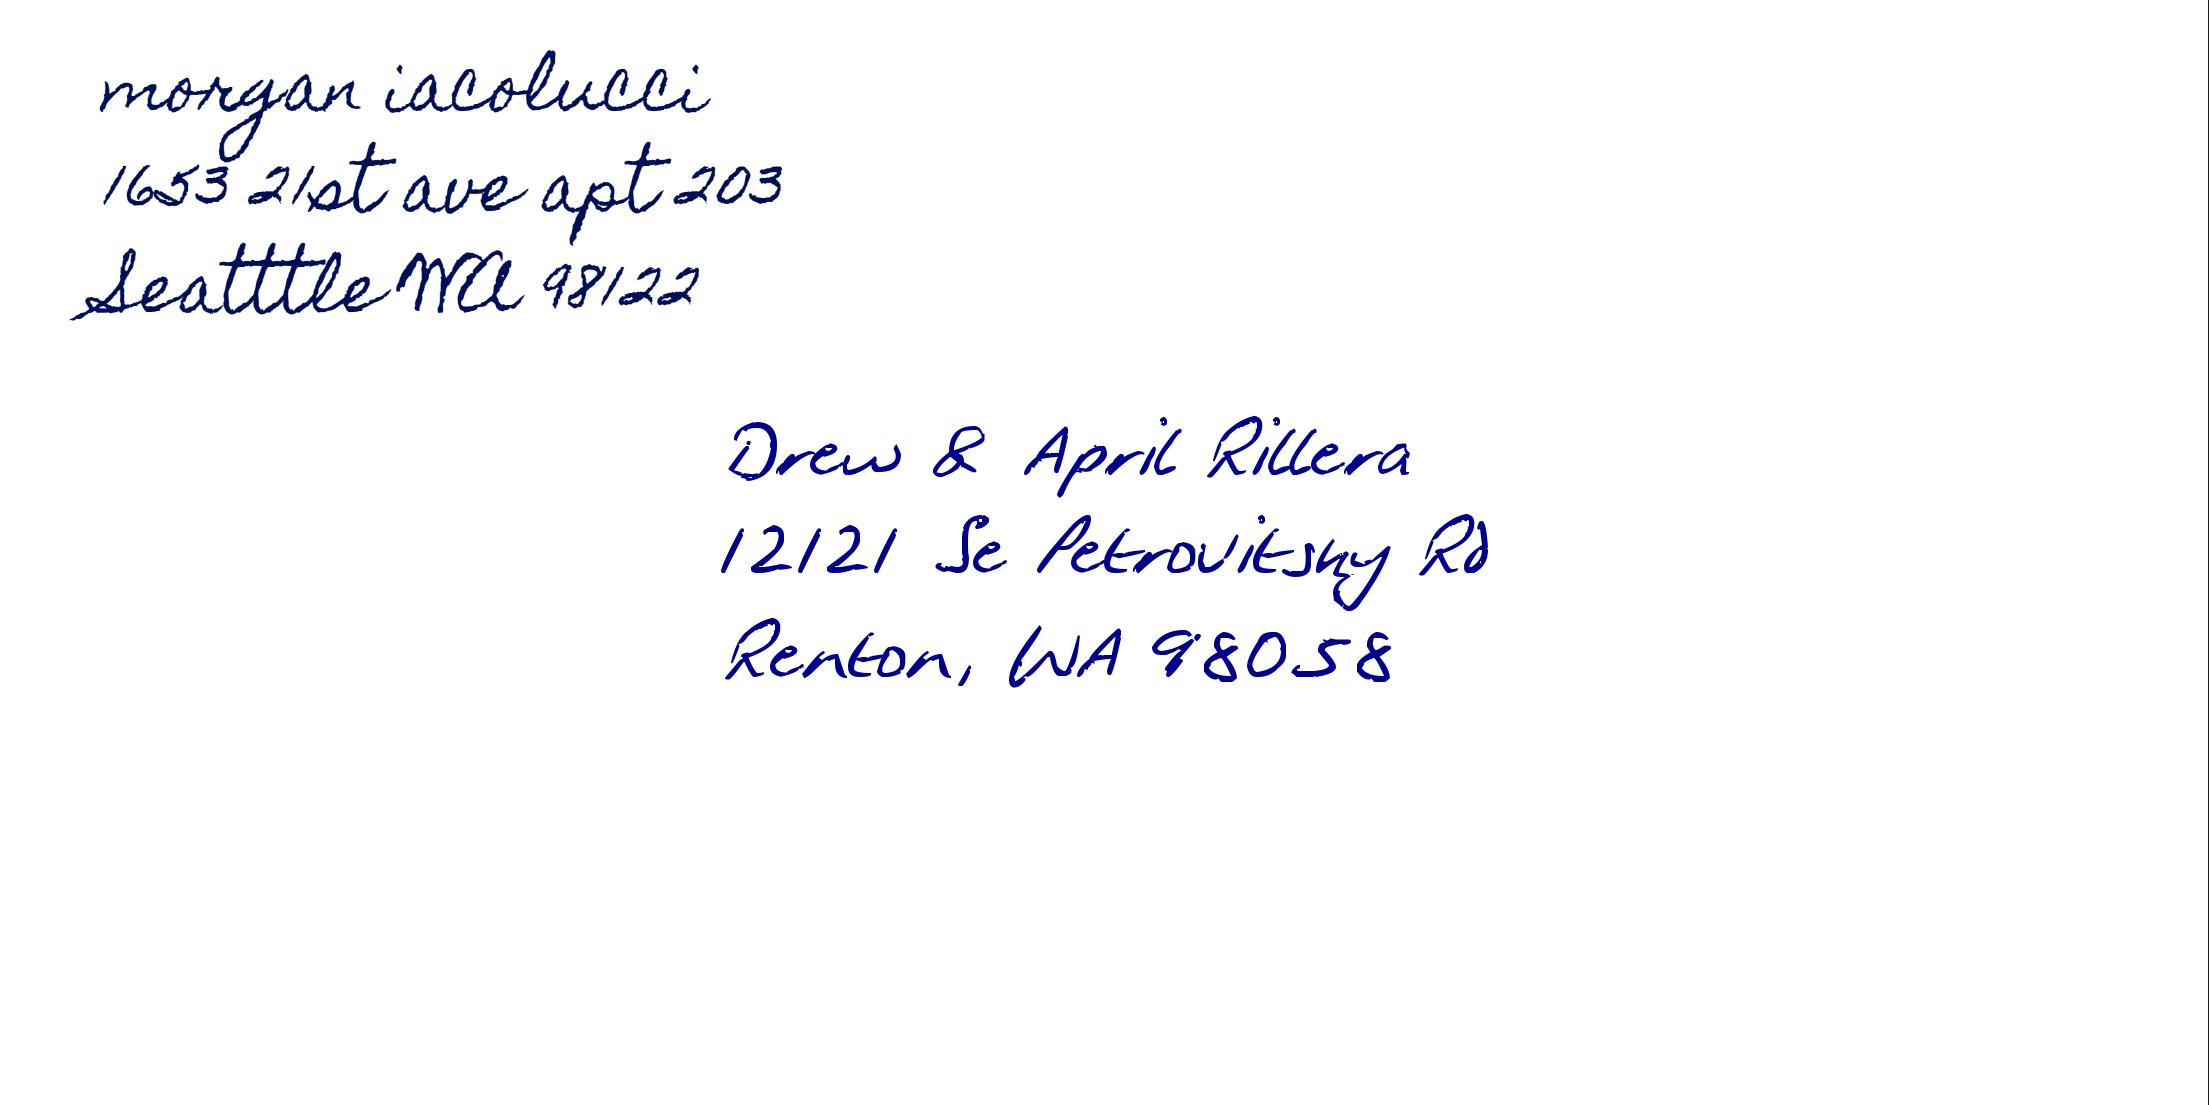 morgan iacolucci
1653 21st ave apt 203
Seatttle WA 98122
Drew & April Rillera
12121 Se Petrovitsky Rd
Renton, WA 98058